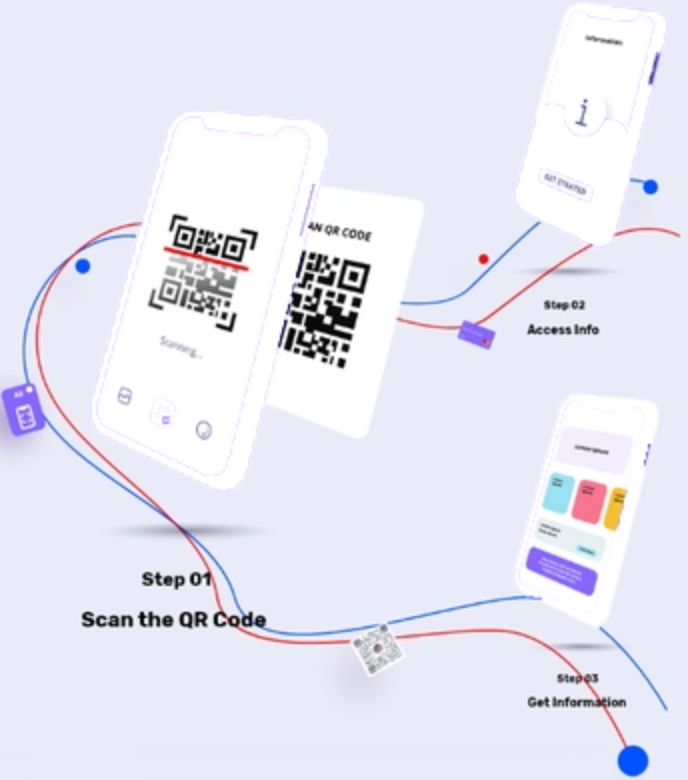 Information
i
GET STRATED
AN QR CODE
Scanning...
Step 02
Access Info
Lorem Ipsum
Step 01
Scan the QR Code
Step 03
Get Information